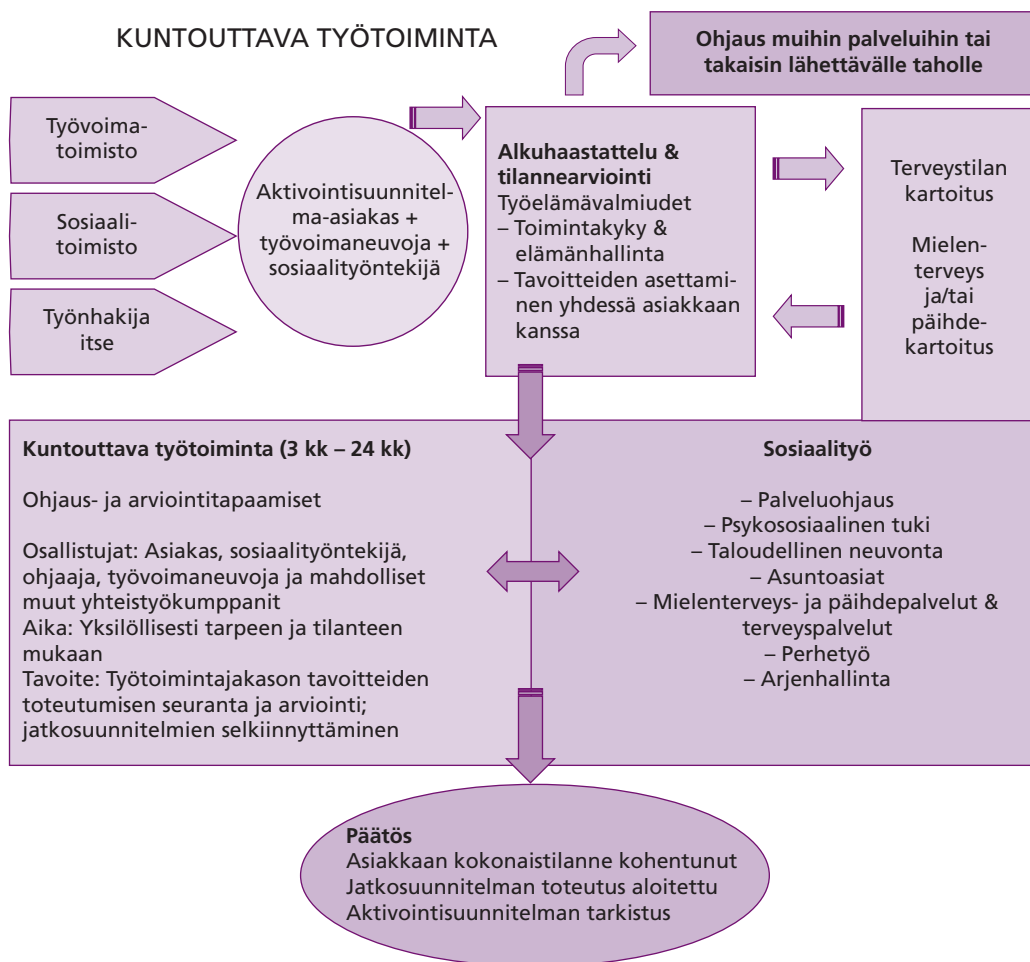 KUNTOUTTAVA TYÖTOIMINTA
Ohjaus muihin palveluihin tai
takaisin lähettävälle taholle
Työvoima-
toimisto
Sosiaali-
toimisto
Työnhakija
itse
Aktivointisuunnitel-
ma-asiakas +
työvoimaneuvoja +
sosiaalityöntekijä
Alkuhaastattelu &
tilannearviointi
Työelämävalmiudet
– Toimintakyky &
elämänhallinta
– Tavoitteiden asettami-
nen yhdessä asiakkaan
kanssa
Terveystilan
kartoitus
Mielen-
terveys
ja/tai
päihde-
kartoitus
Kuntouttava työtoiminta (3 kk – 24 kk)
Ohjaus- ja arviointitapaamiset
Osallistujat: Asiakas, sosiaalityöntekijä,
ohjaaja, työvoimaneuvoja ja mahdolliset
muut yhteistyökumppanit
Aika: Yksilöllisesti tarpeen ja tilanteen
mukaan
Tavoite: Työtoimintajakason tavoitteiden
toteutumisen seuranta ja arviointi;
jatkosuunnitelmien selkiinnyttäminen
Sosiaalityö
– Palveluohjaus
– Psykososiaalinen tuki
– Taloudellinen neuvonta
– Asuntoasiat
– Mielenterveys- ja päihdepalvelut &
terveyspalvelut
– Perhetyö
– Arjenhallinta
Päätös
Asiakkaan kokonaistilanne kohentunut
Jatkosuunnitelman toteutus aloitettu
Aktivointisuunnitelman tarkistus